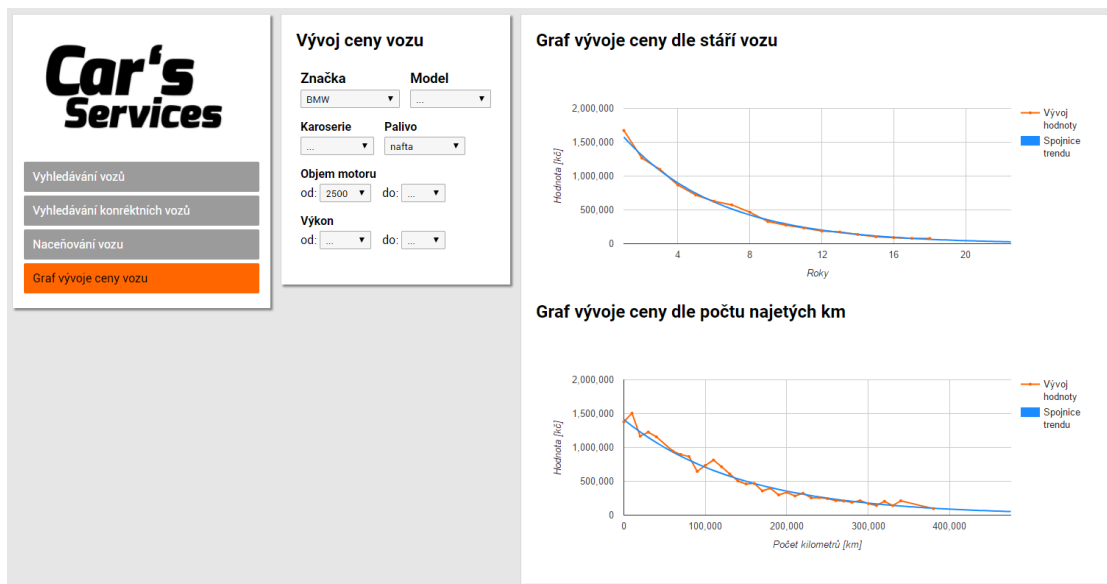 Car's
Services
Vyhledávání vozů
Vyhledávání konréktních vozů
Naceňování vozu
Graf vývoje ceny vozu
Vývoj ceny vozu
Značka Model
BMW ...
Karoserie Palivo
... nafta
Objem motoru
od: 2500 do: ...
Výkon
od: ... do: ...
Graf vývoje ceny dle stáří vozu
Hodnota [kč]
2,000,000
1,500,000
1,000,000
500,000
0
4 8 12 16 20
Roky
Vývoj
hodnoty
Spojnice
trendu
Graf vývoje ceny dle počtu najetých km
Hodnota [kč]
2,000,000
1,500,000
1,000,000
500,000
0
0 100,000 200,000 300,000 400,000
Počet kilometrů [km]
Vývoj
hodnoty
Spojnice
trendu